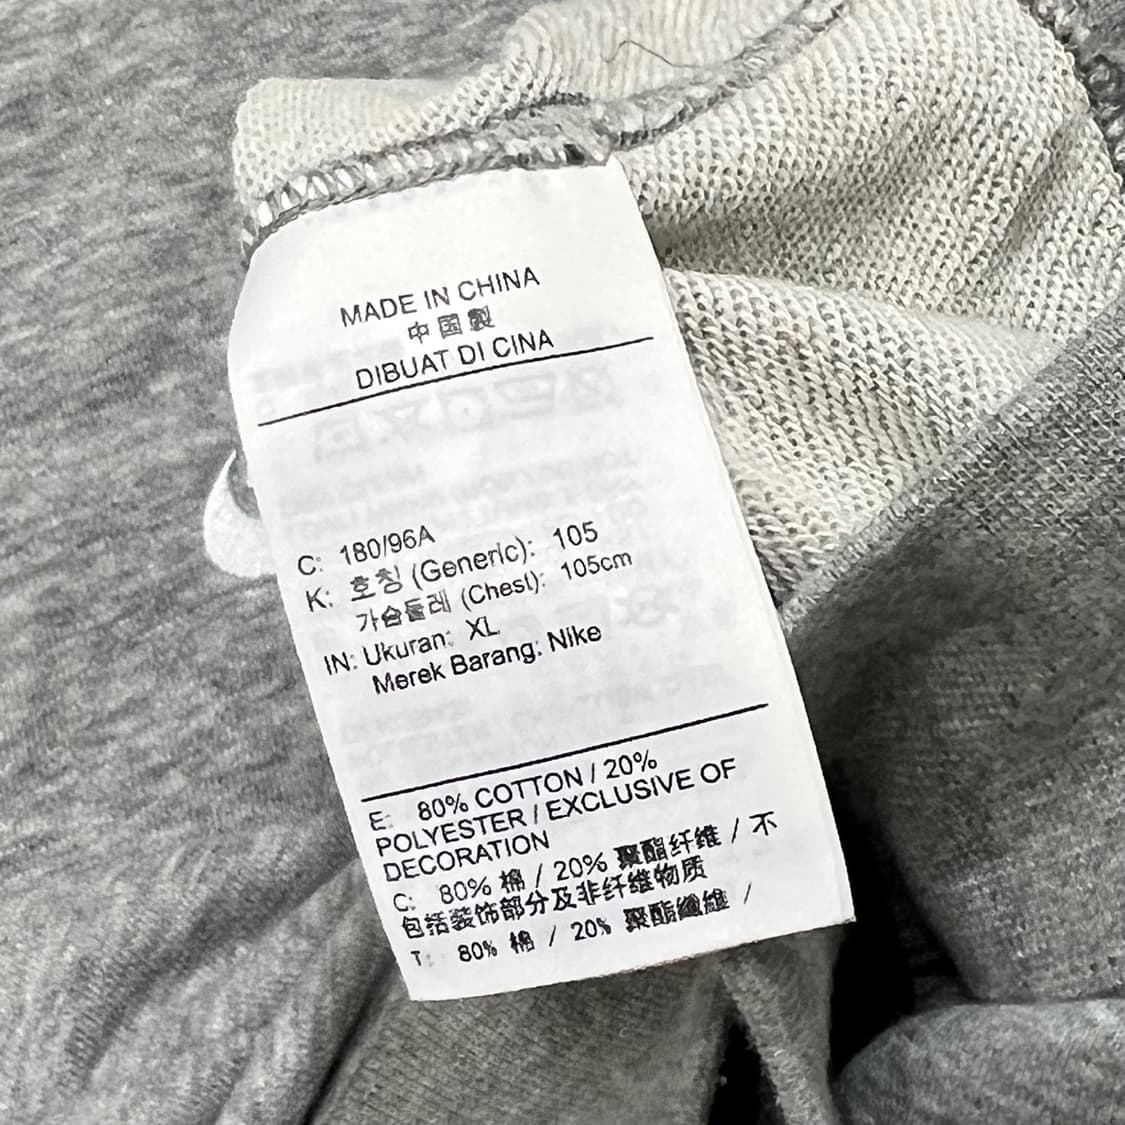 MADE IN CHINA
中国製
DIBUAT DI CINA
C: 180/96A
K: 호칭 (Generic): 105
가슴둘레 (Chest): 105cm
IN: Ukuran: XL
Merek Barang: Nike
E: 80% COTTON / 20%
POLYESTER / EXCLUSIVE OF
DECORATION
C: 80% 棉 / 20% 聚酯纤维 / 不
包括装饰部分及非纤维物质
T: 80% 棉 / 20% 聚酯纖維 /